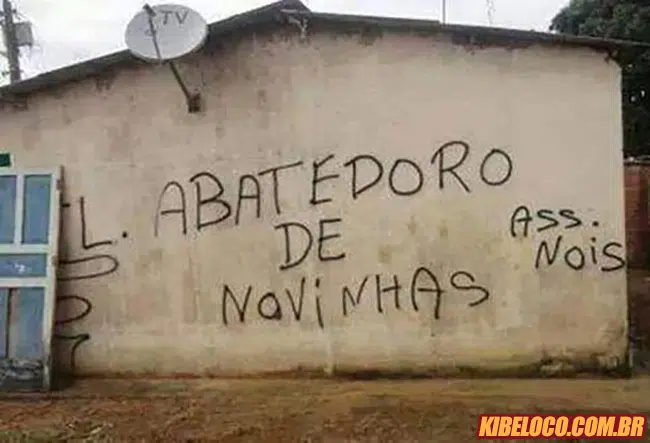 TV
L. ABATEDORO
DE
NOVINHAS
ASS.
NOIS
KIBELOCO.COM.BR